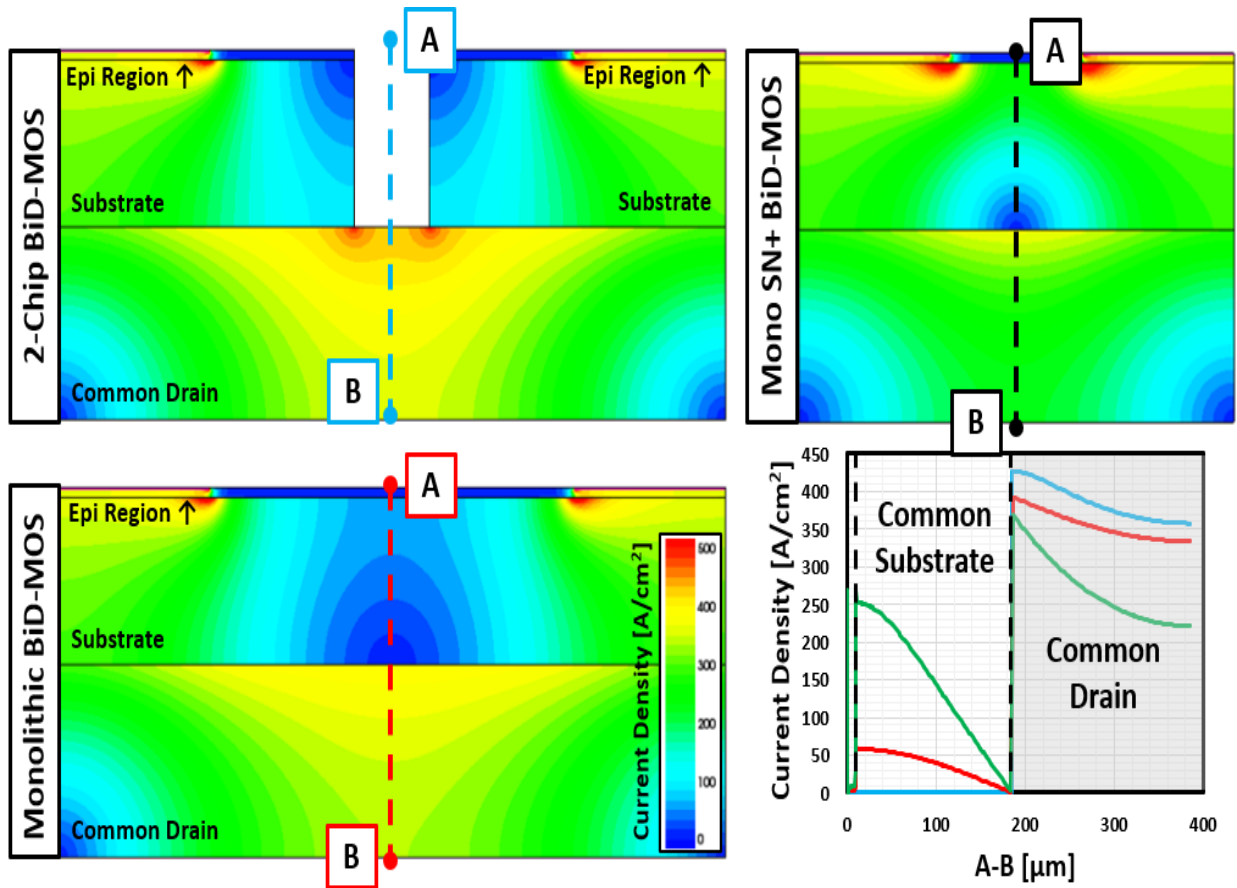 2-Chip BiD-MOS
A
Epi Region ↑
Epi Region ↑
Substrate
Substrate
B
Common Drain
Mono SN+ BiD-MOS
A
B
Monolithic BiD-MOS
A
Epi Region ↑
Substrate
Common Drain
B
Current Density [A/cm²]
500
400
300
200
100
0
Current Density [A/cm²]
450
400
350
300
250
200
150
100
50
0
Common
Substrate
Common
Drain
0
100
200
300
400
A-B [µm]